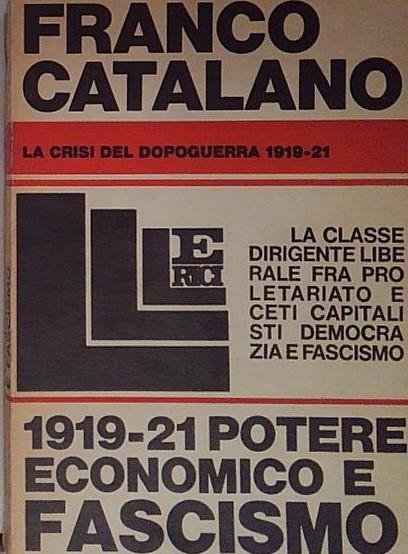 FRANCO
CATALANO
LA CRISI DEL DOPOGUERRA 1919-21
LERICI
LA CLASSE
DIRIGENTE LIBE
RALE FRA PRO
LETARIATO E
CETI CAPITALI
STI DEMOCRA
ZIA E FASCISMO
1919-21 POTERE
ECONOMICO E
FASCISMO